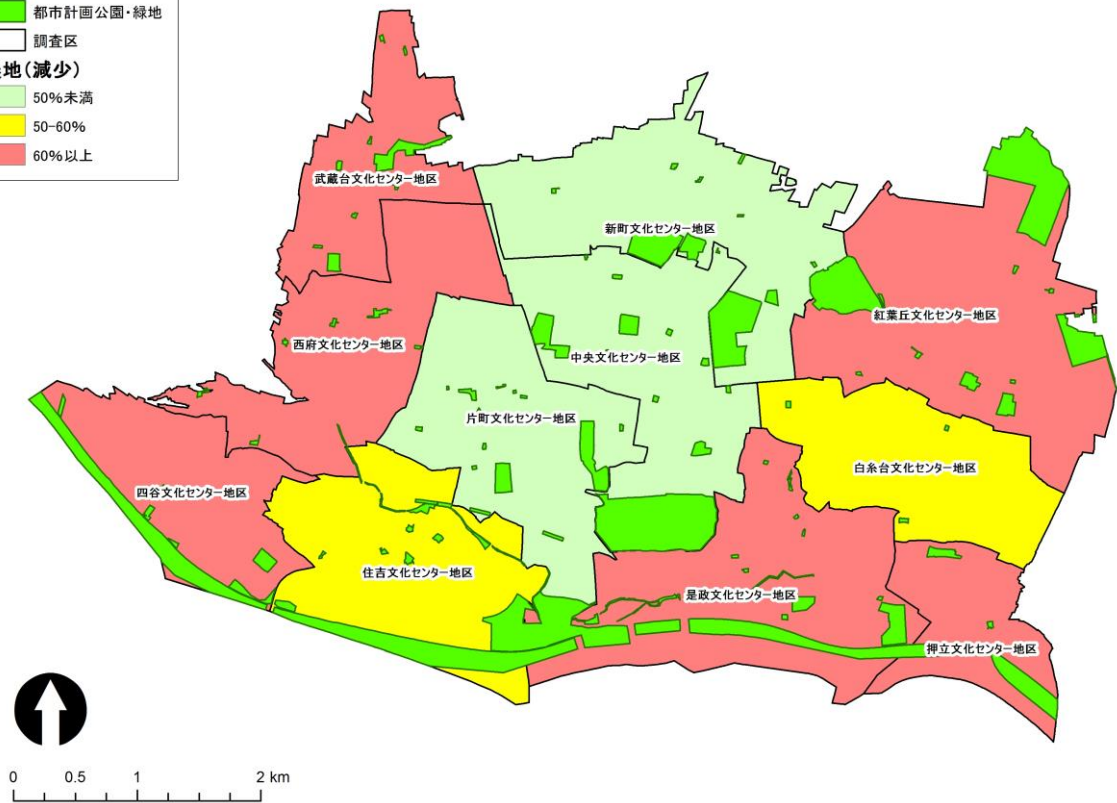 都市計画公園・緑地
調査区
地(減少)
50%未満
50-60%
60%以上
武蔵台文化センター地区
新町文化センター地区
紅葉丘文化センター地区
西府文化センター地区
中央文化センター地区
片町文化センター地区
白糸台文化センター地区
四谷文化センター地区
住吉文化センター地区
是政文化センター地区
押立文化センター地区
0 0.5 1 2 km